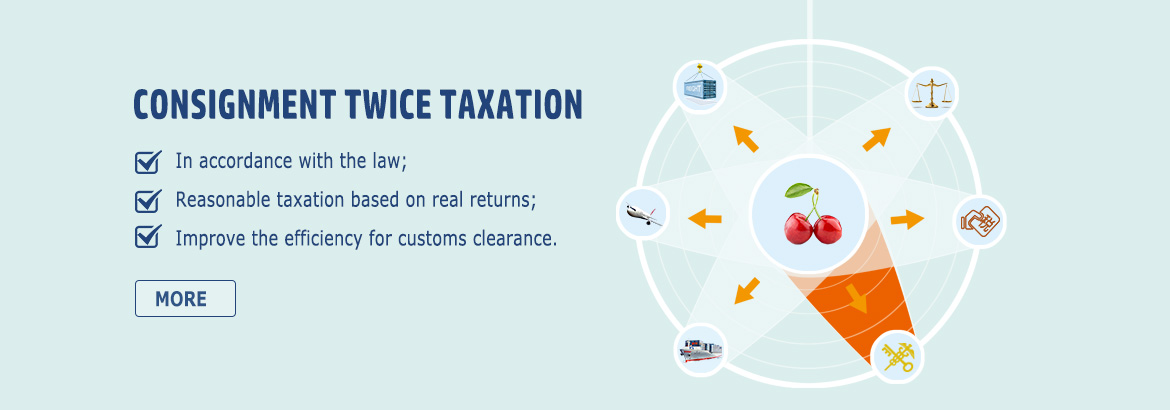 CONSIGNMENT TWICE TAXATION
In accordance with the law;
Reasonable taxation based on real returns;
Improve the efficiency for customs clearance.
MORE